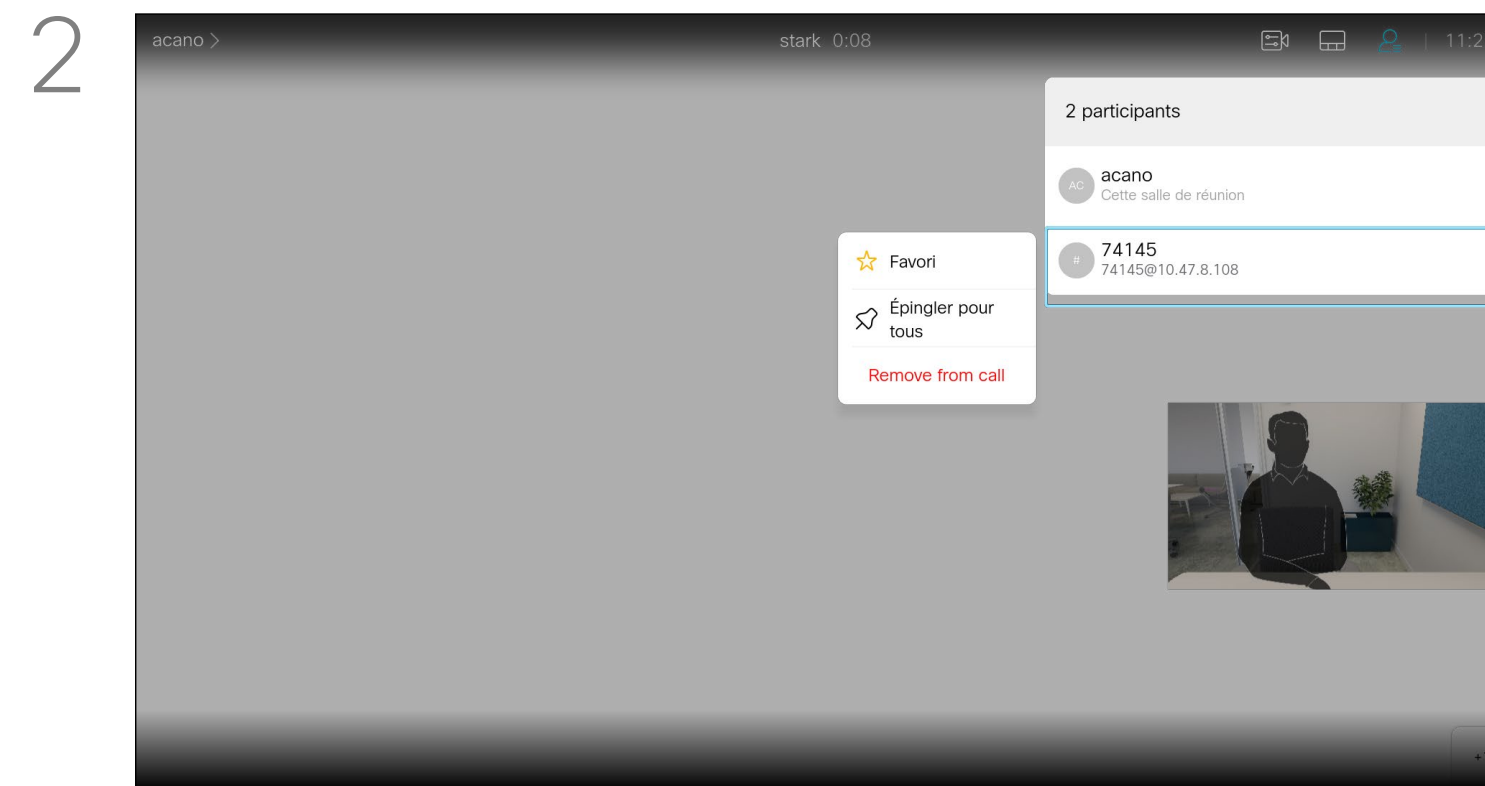 2
acano >
stark 0:08
11:2
2 participants
AC
acano
Cette salle de réunion
#
74145
74145@10.47.8.108
Favori
Épingler pour
tous
Remove from call
+